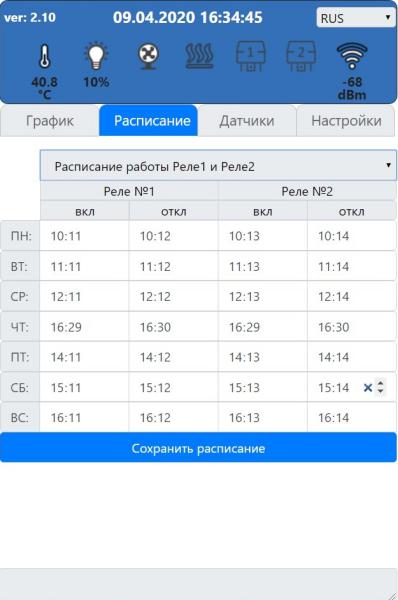 ver: 2.10 09.04.2020 16:34:45 RUS
1 2
40.8 °C 10% -68 dBm
График Расписание Датчики Настройки
Расписание работы Реле1 и Реле2
Реле №1 Реле №2
вкл откл вкл откл
ПН: 10:11 10:12 10:13 10:14
ВТ: 11:11 11:12 11:13 11:14
СР: 12:11 12:12 12:13 12:14
ЧТ: 16:29 16:30 16:29 16:30
ПТ: 14:11 14:12 14:13 14:14
СБ: 15:11 15:12 15:13 15:14
ВС: 16:11 16:12 16:13 16:14
Сохранить расписание